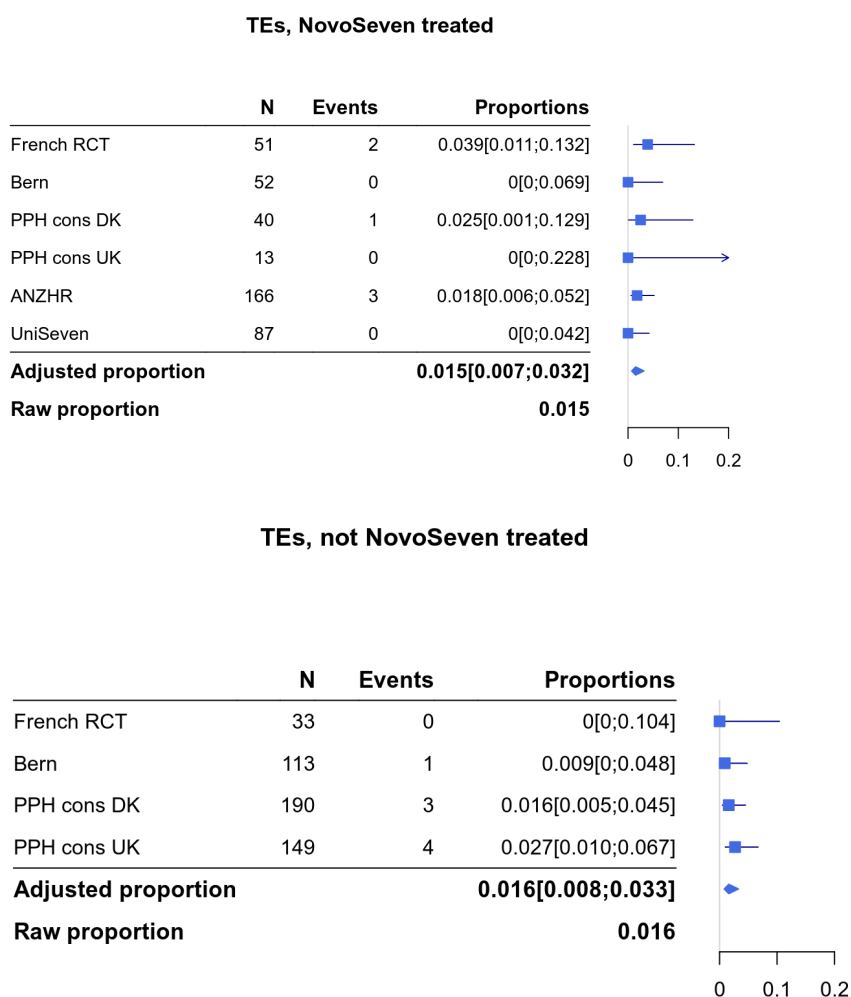 TEs, NovoSeven treated
N Events Proportions
French RCT 51 2 0.039[0.011;0.132]
Bern 52 0 0[0;0.069]
PPH cons DK 40 1 0.025[0.001;0.129]
PPH cons UK 13 0 0[0;0.228]
ANZHR 166 3 0.018[0.006;0.052]
UniSeven 87 0 0[0;0.042]
Adjusted proportion 0.015[0.007;0.032]
Raw proportion 0.015
0 0.1 0.2
TEs, not NovoSeven treated
N Events Proportions
French RCT 33 0 0[0;0.104]
Bern 113 1 0.009[0;0.048]
PPH cons DK 190 3 0.016[0.005;0.045]
PPH cons UK 149 4 0.027[0.010;0.067]
Adjusted proportion 0.016[0.008;0.033]
Raw proportion 0.016
0 0.1 0.2